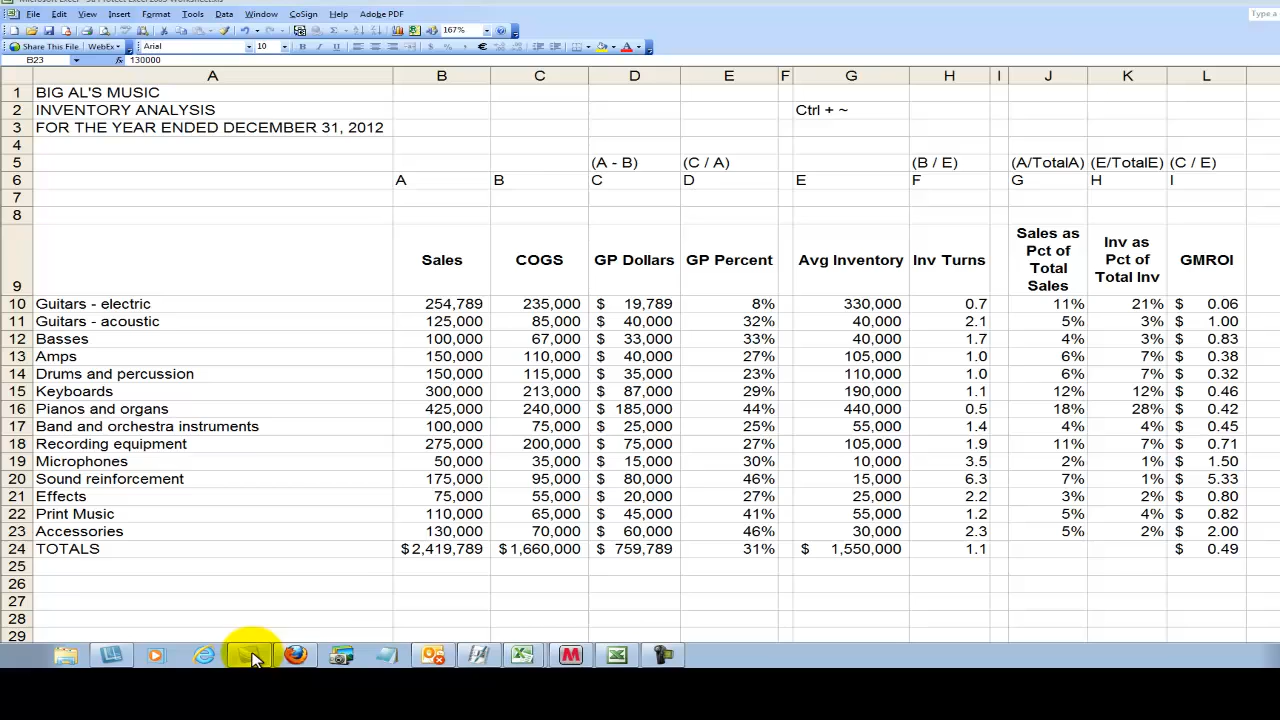 File Edit View Insert Format Tools Data Window CoSign Help Adobe PDF
Type a
167%
Share This File WebEx Arial 10
B23 fx 130000
A B C D E F G H I J K L
1 BIG AL'S MUSIC
2 INVENTORY ANALYSIS Ctrl + ~
3 FOR THE YEAR ENDED DECEMBER 31, 2012
4
5 (A - B) (C / A) (B / E) (A/TotalA) (E/TotalE) (C / E)
6 A B C D E F G H I
7
8
9 Sales COGS GP Dollars GP Percent Avg Inventory Inv Turns Sales as Pct of Total Sales Inv as Pct of Total Inv GMROI
10 Guitars - electric 254,789 235,000 $ 19,789 8% 330,000 0.7 11% 21% $ 0.06
11 Guitars - acoustic 125,000 85,000 $ 40,000 32% 40,000 2.1 5% 3% $ 1.00
12 Basses 100,000 67,000 $ 33,000 33% 40,000 1.7 4% 3% $ 0.83
13 Amps 150,000 110,000 $ 40,000 27% 105,000 1.0 6% 7% $ 0.38
14 Drums and percussion 150,000 115,000 $ 35,000 23% 110,000 1.0 6% 7% $ 0.32
15 Keyboards 300,000 213,000 $ 87,000 29% 190,000 1.1 12% 12% $ 0.46
16 Pianos and organs 425,000 240,000 $ 185,000 44% 440,000 0.5 18% 28% $ 0.42
17 Band and orchestra instruments 100,000 75,000 $ 25,000 25% 55,000 1.4 4% 4% $ 0.45
18 Recording equipment 275,000 200,000 $ 75,000 27% 105,000 1.9 11% 7% $ 0.71
19 Microphones 50,000 35,000 $ 15,000 30% 10,000 3.5 2% 1% $ 1.50
20 Sound reinforcement 175,000 95,000 $ 80,000 46% 15,000 6.3 7% 1% $ 5.33
21 Effects 75,000 55,000 $ 20,000 27% 25,000 2.2 3% 2% $ 0.80
22 Print Music 110,000 65,000 $ 45,000 41% 55,000 1.2 5% 4% $ 0.82
23 Accessories 130,000 70,000 $ 60,000 46% 30,000 2.3 5% 2% $ 2.00
24 TOTALS $2,419,789 $1,660,000 $ 759,789 31% $ 1,550,000 1.1 $ 0.49
25
26
27
28
29